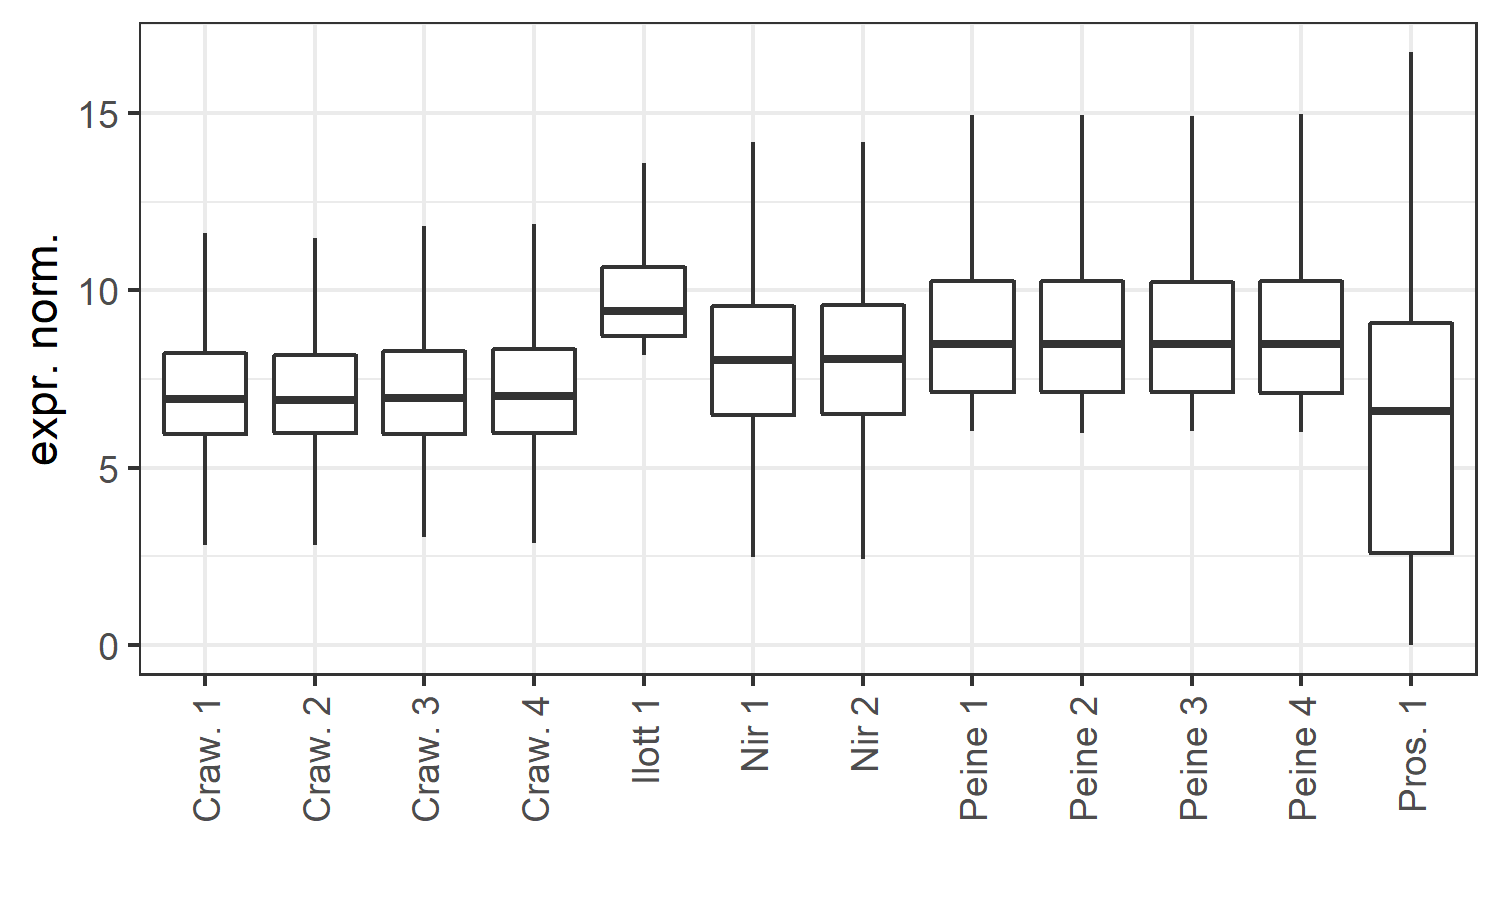 expr. norm.
15
10
5
0
Craw. 1
Craw. 2
Craw. 3
Craw. 4
Ilott 1
Nir 1
Nir 2
Peine 1
Peine 2
Peine 3
Peine 4
Pros. 1